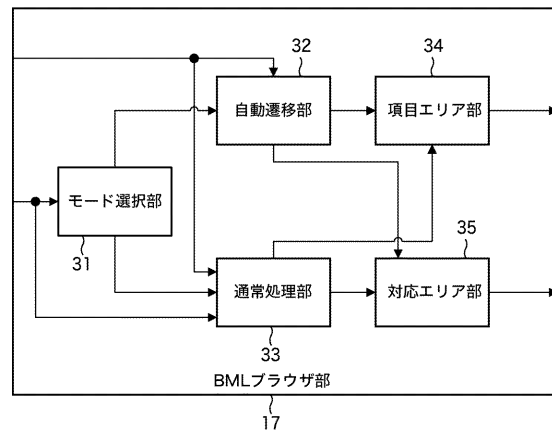 32
34
自動遷移部
項目エリア部
モード選択部
31
35
通常処理部
対応エリア部
33
BMLブラウザ部
17